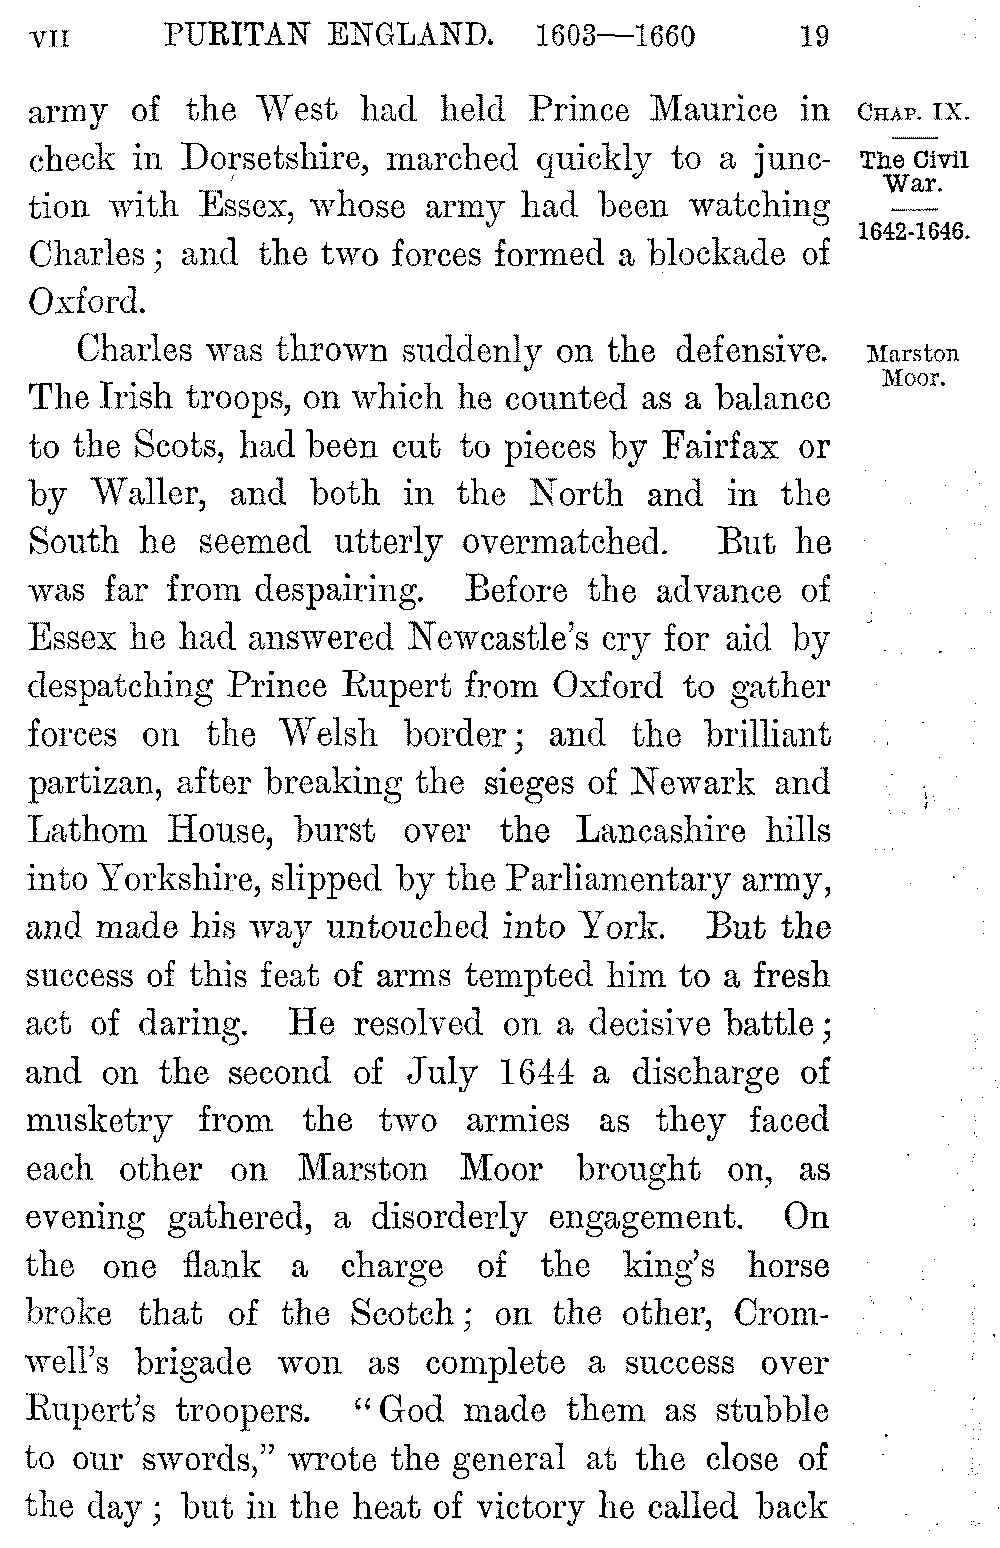 VII PURITAN ENGLAND. 1603—1660 19
army of the West had held Prince Maurice in
check in Dorsetshire, marched quickly to a junc-
tion with Essex, whose army had been watching
Charles; and the two forces formed a blockade of
Oxford.
Charles was thrown suddenly on the defensive.
The Irish troops, on which he counted as a balance
to the Scots, had been cut to pieces by Fairfax or
by Waller, and both in the North and in the
South he seemed utterly overmatched. But he
was far from despairing. Before the advance of
Essex he had answered Newcastle's cry for aid by
despatching Prince Rupert from Oxford to gather
forces on the Welsh border; and the brilliant
partizan, after breaking the sieges of Newark and
Lathom House, burst over the Lancashire hills
into Yorkshire, slipped by the Parliamentary army,
and made his way untouched into York. But the
success of this feat of arms tempted him to a fresh
act of daring. He resolved on a decisive battle;
and on the second of July 1644 a discharge of
musketry from the two armies as they faced
each other on Marston Moor brought on, as
evening gathered, a disorderly engagement. On
the one flank a charge of the king's horse
broke that of the Scotch; on the other, Crom-
well's brigade won as complete a success over
Rupert's troopers. "God made them as stubble
to our swords," wrote the general at the close of
the day; but in the heat of victory he called back
CHAP. IX.
The Civil
War.
1642-1646.
Marston
Moor.